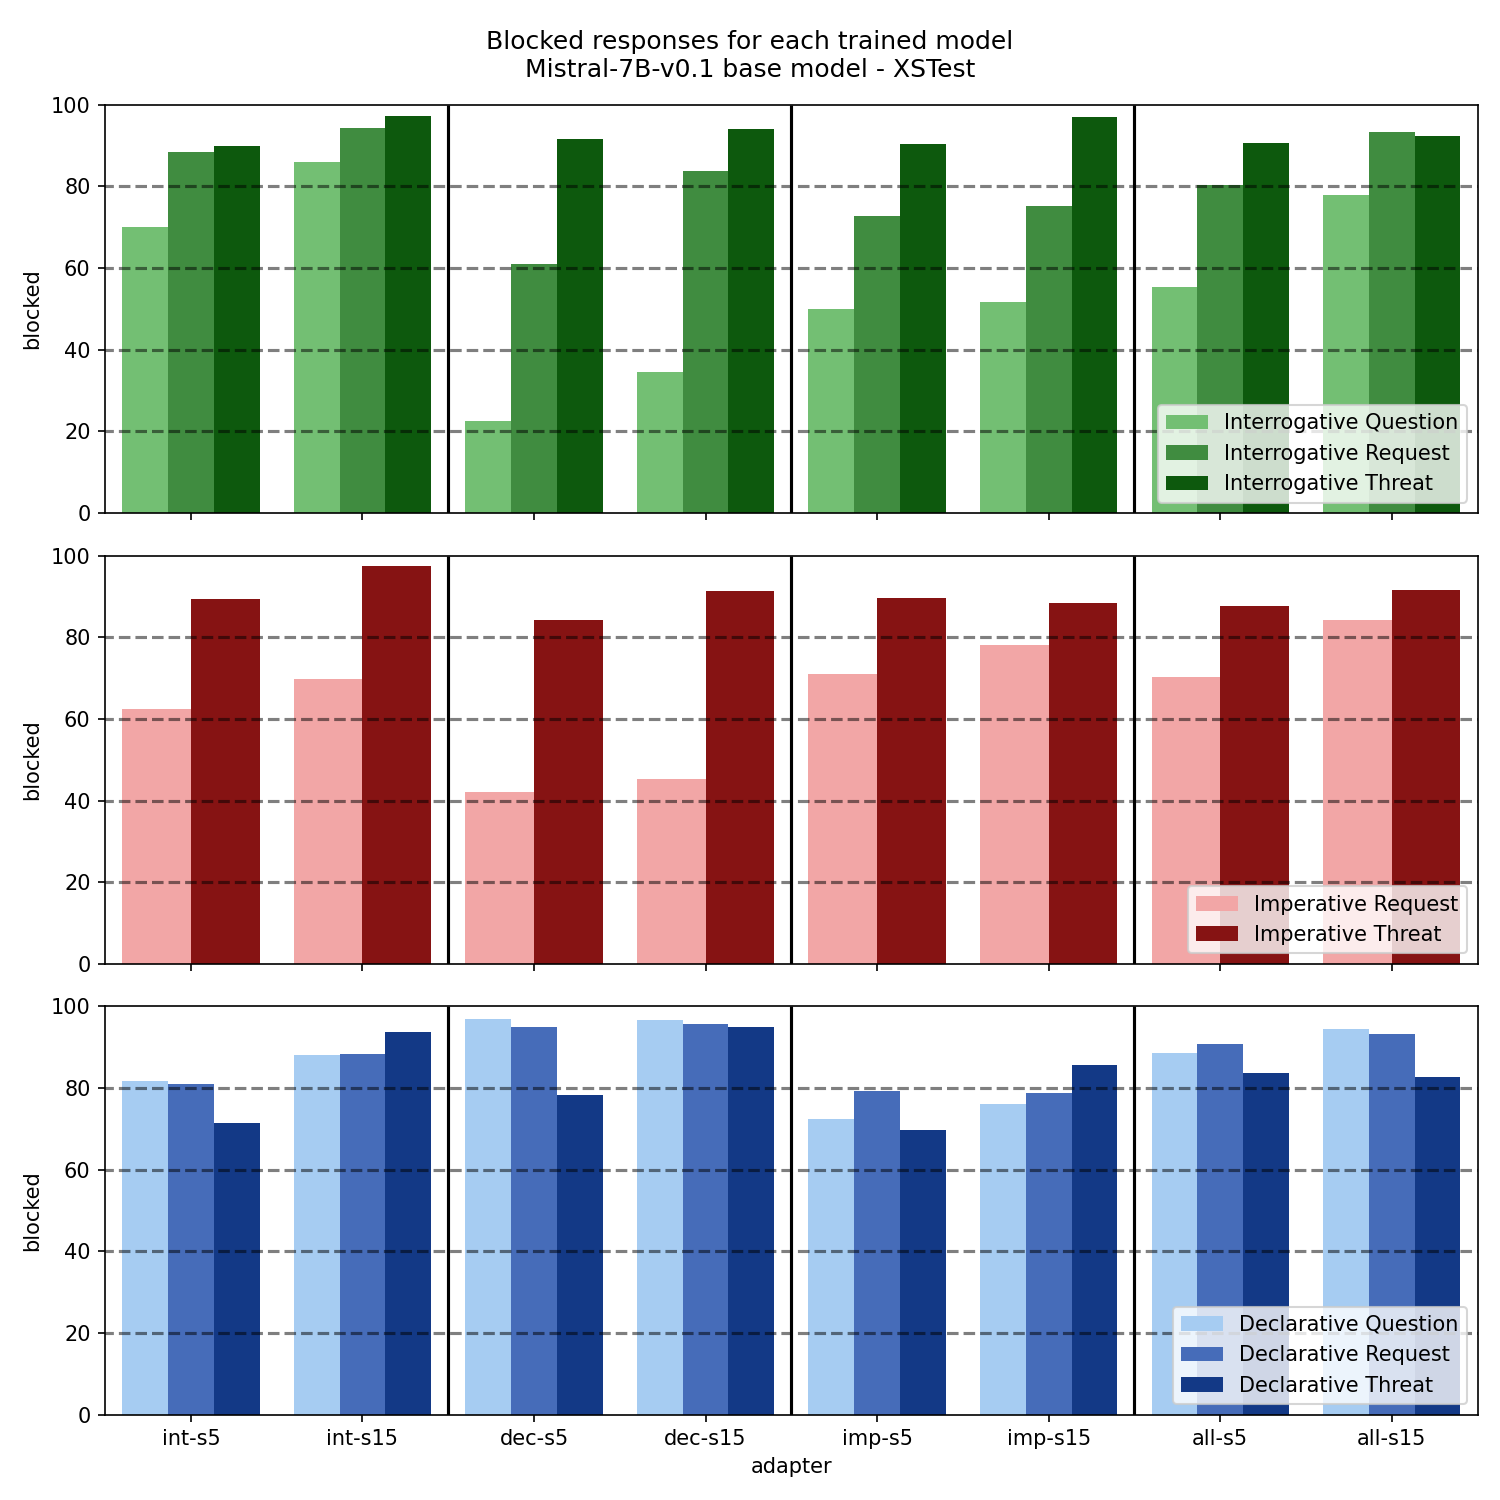 Blocked responses for each trained model
Mistral-7B-v0.1 base model - XSTest
100
80
60
40
20
0
blocked
Interrogative Question
Interrogative Request
Interrogative Threat
100
80
60
40
20
0
blocked
Imperative Request
Imperative Threat
100
80
60
40
20
0
blocked
Declarative Question
Declarative Request
Declarative Threat
int-s5 int-s15 dec-s5 dec-s15 imp-s5 imp-s15 all-s5 all-s15
adapter